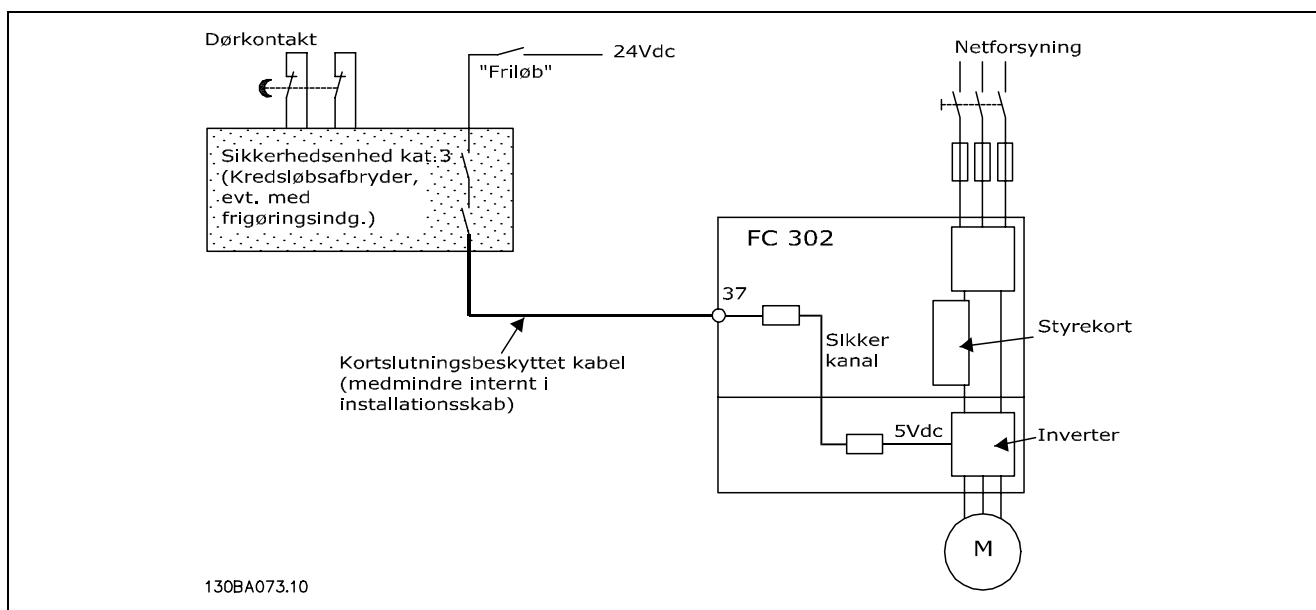 Dørkontakt
24Vdc
"Friløb"
Netforsyning
Sikkerhedsenhed kat.3
(Kredsløbsafbryder,
evt. med
frigøringsindg.)
FC 302
37
Sikker
kanal
Styrekort
Kortslutningsbeskyttet kabel
(medmindre internt i
installationsskab)
5Vdc
Inverter
M
130BA073.10